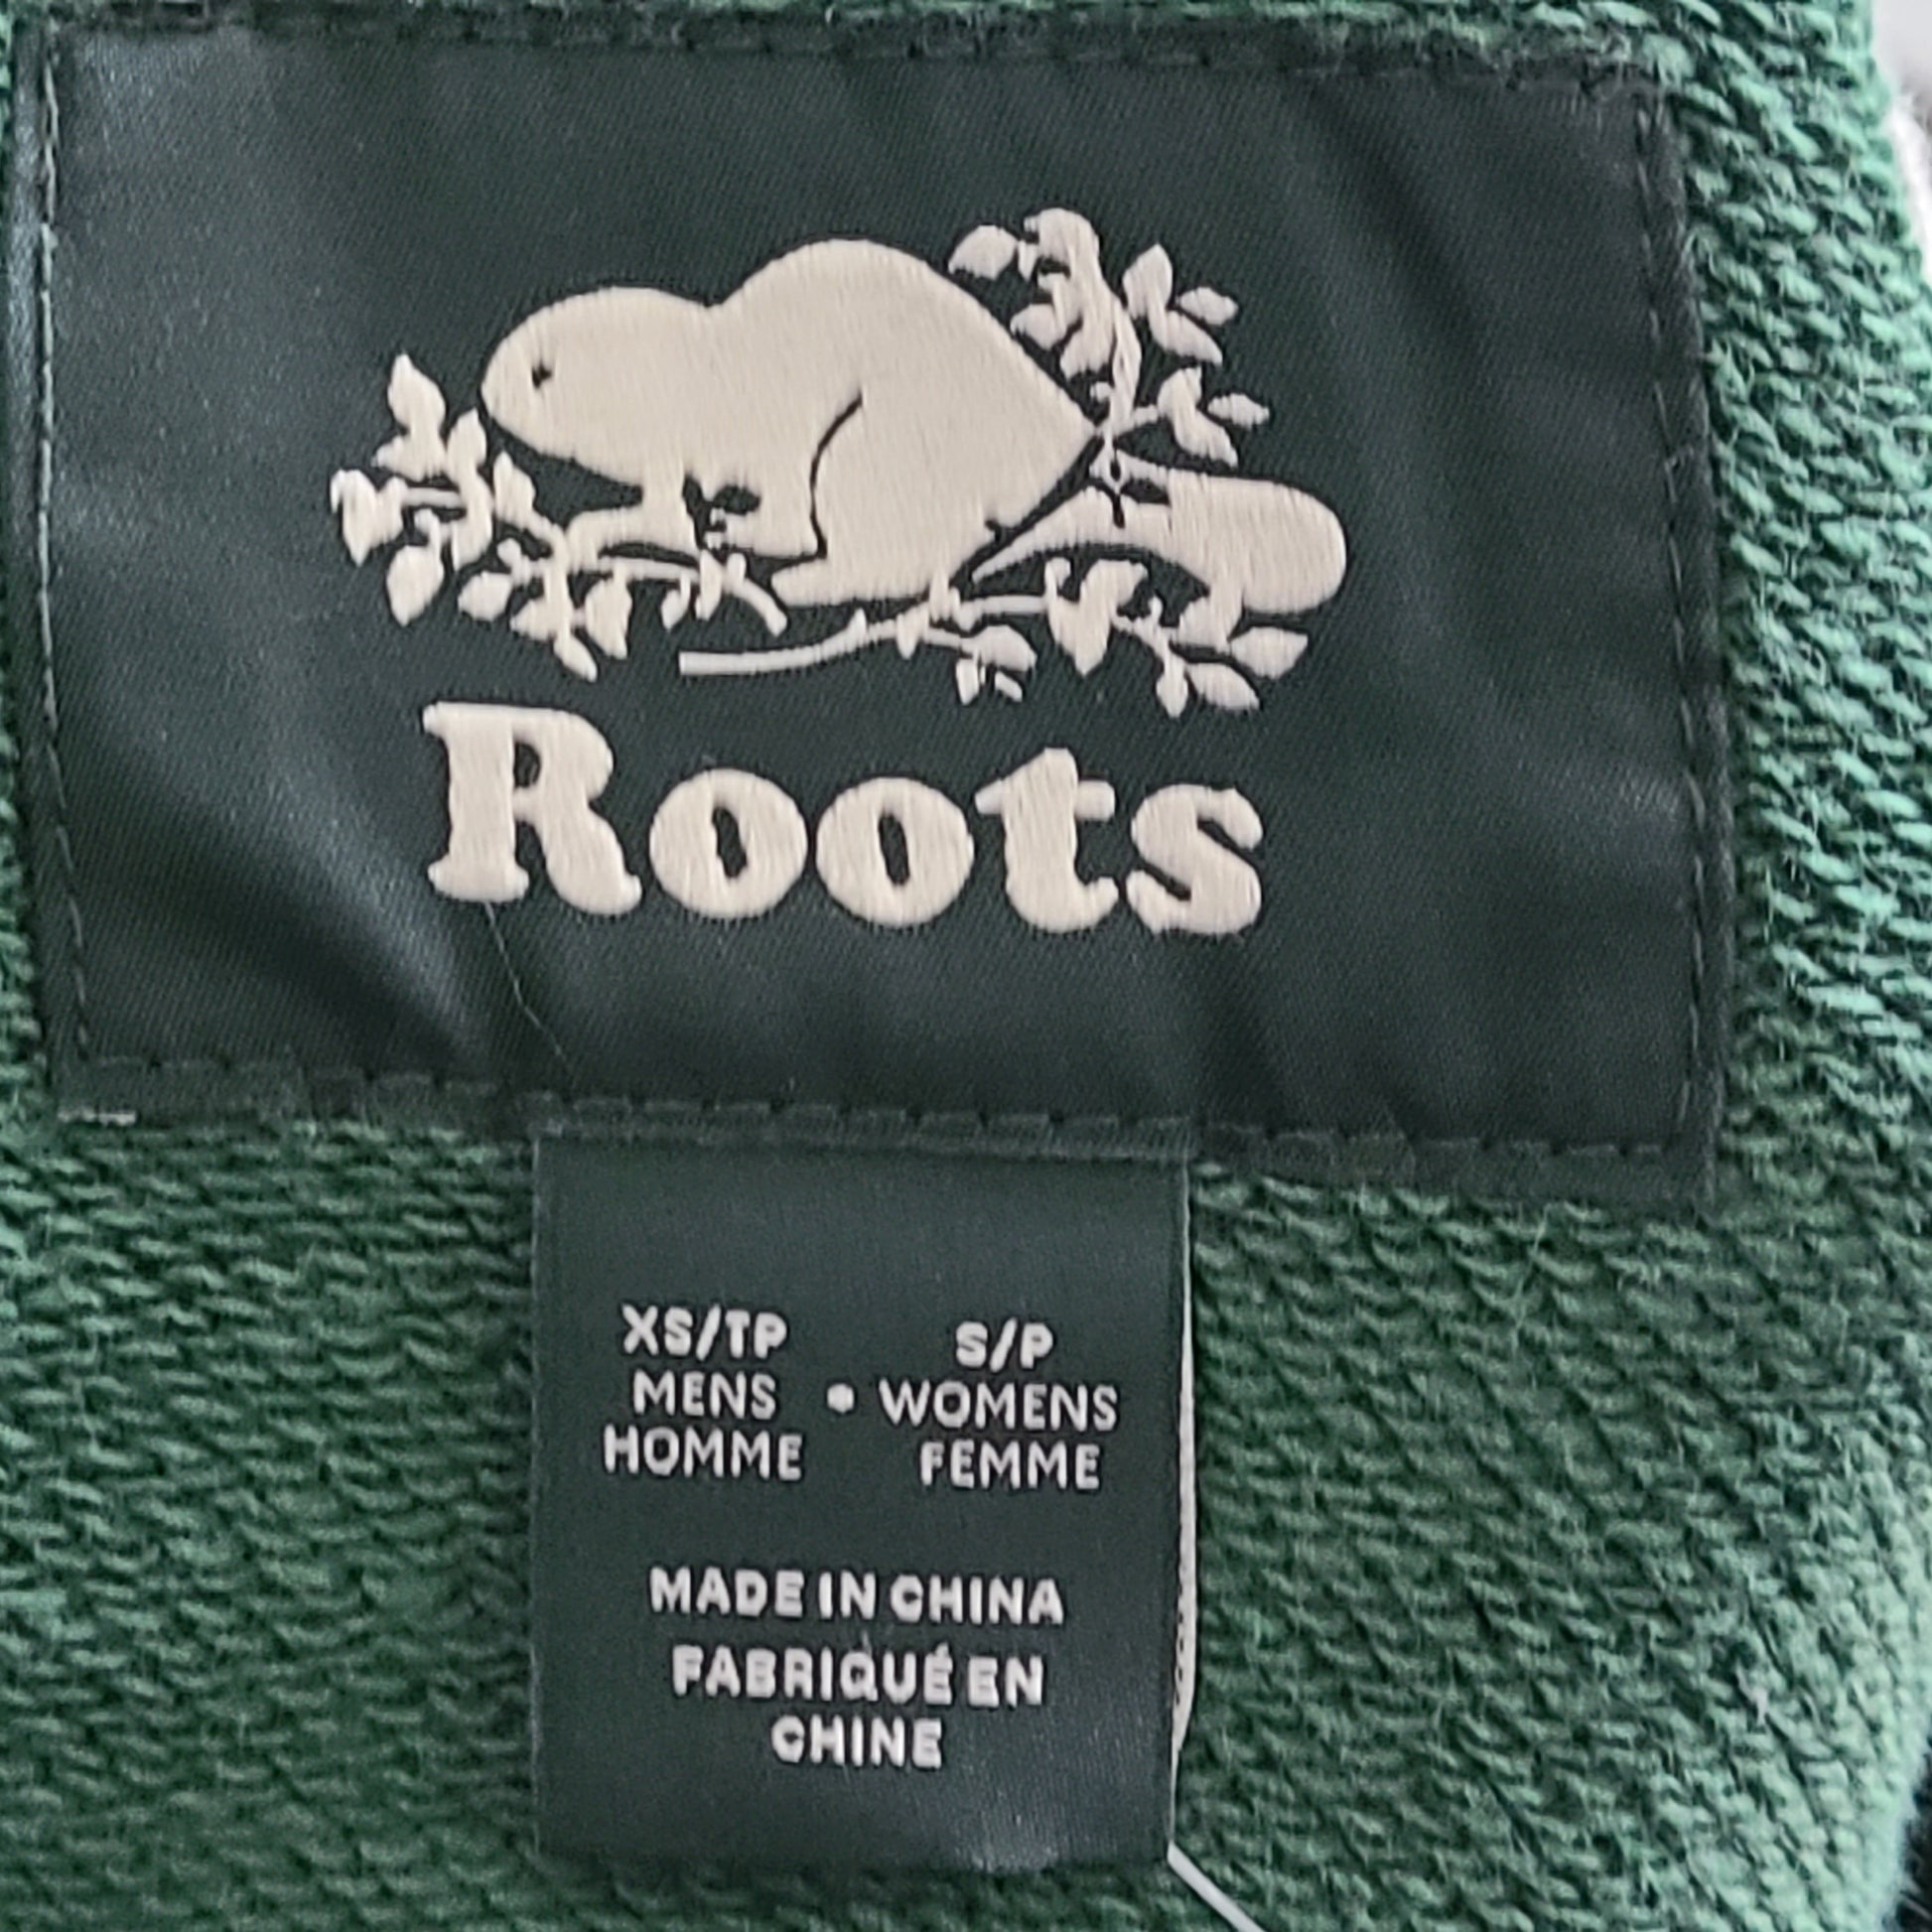 Roots
XS/TP
MENS
HOMME
•
S/P
WOMENS
FEMME
MADE IN CHINA
FABRIQUÉ EN
CHINE